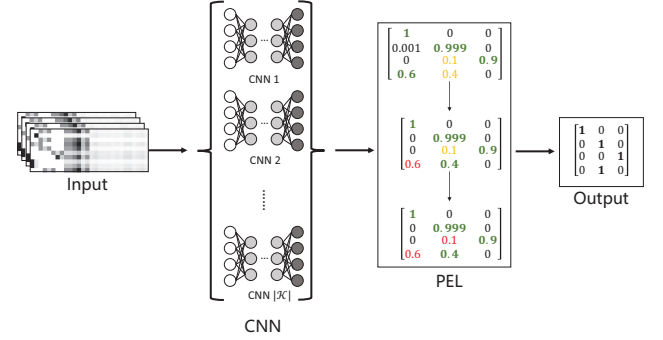 Input
CNN 1
...
...
CNN 2
...
......
CNN |𝒦|
...
CNN
1 0 0
0.001 0.999 0
0 0.1 0.9
0.6 0.4 0
1 0 0
0 0.999 0
0 0.1 0.9
0.6 0.4 0
1 0 0
0 0.999 0
0 0.1 0.9
0.6 0.4 0
PEL
1 0 0
0 1 0
0 0 1
0 1 0
Output